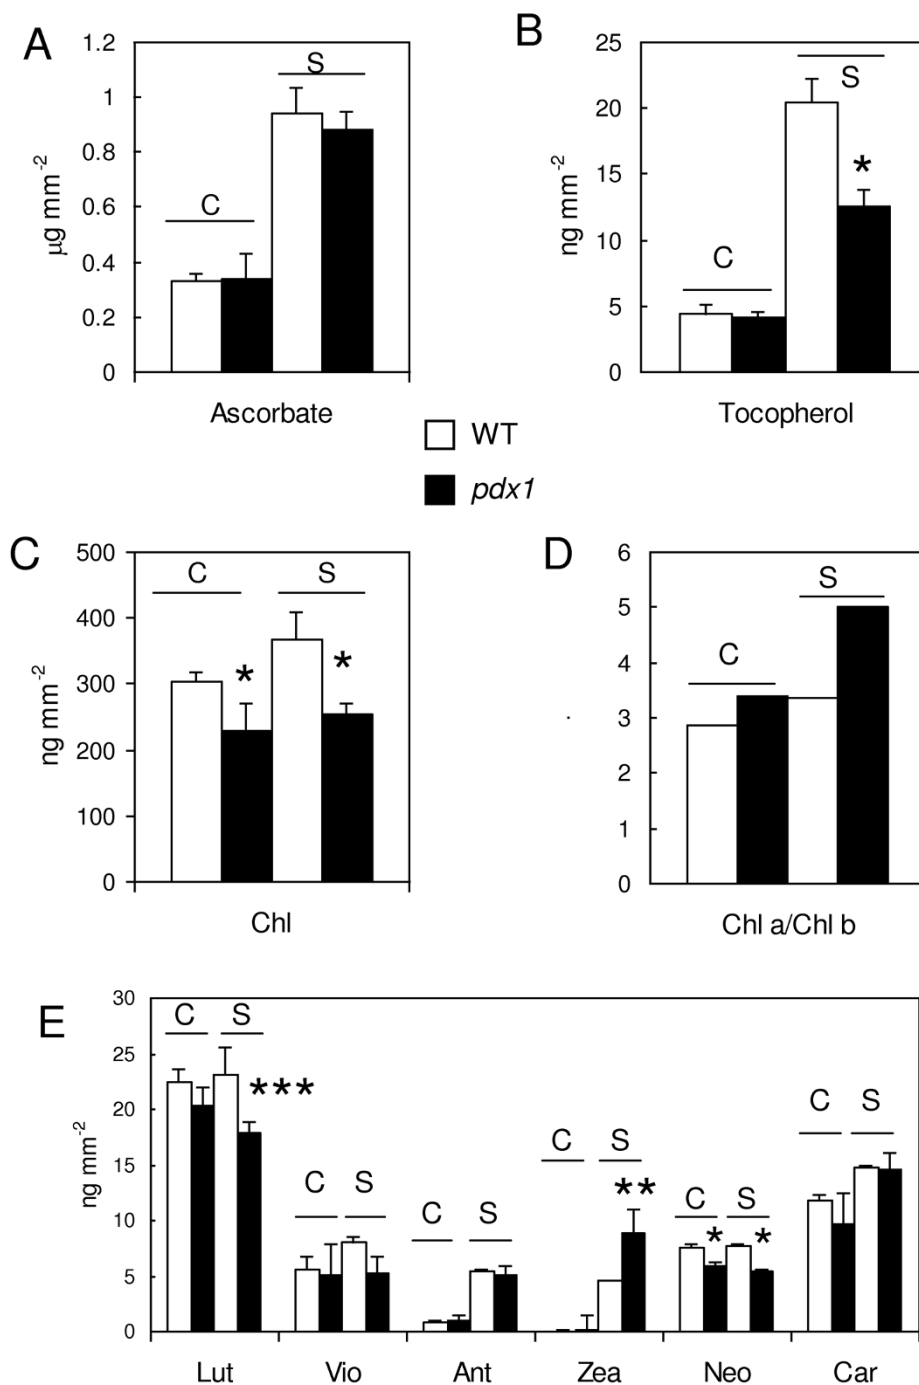 A
1.2
1
0.8
0.6
0.4
0.2
0
µg mm-2
C
S
Ascorbate
B
25
20
15
10
5
0
ng mm-2
C
S
*
Tocopherol
WT
pdx1
C
500
400
300
200
100
0
ng mm-2
C
S
*
*
Chl
D
6
5
4
3
2
1
0
C
S
Chl a/Chl b
E
30
25
20
15
10
5
0
ng mm-2
C S
***
C S
C S
C S
**
C S
* *
C S
Lut Vio Ant Zea Neo Car